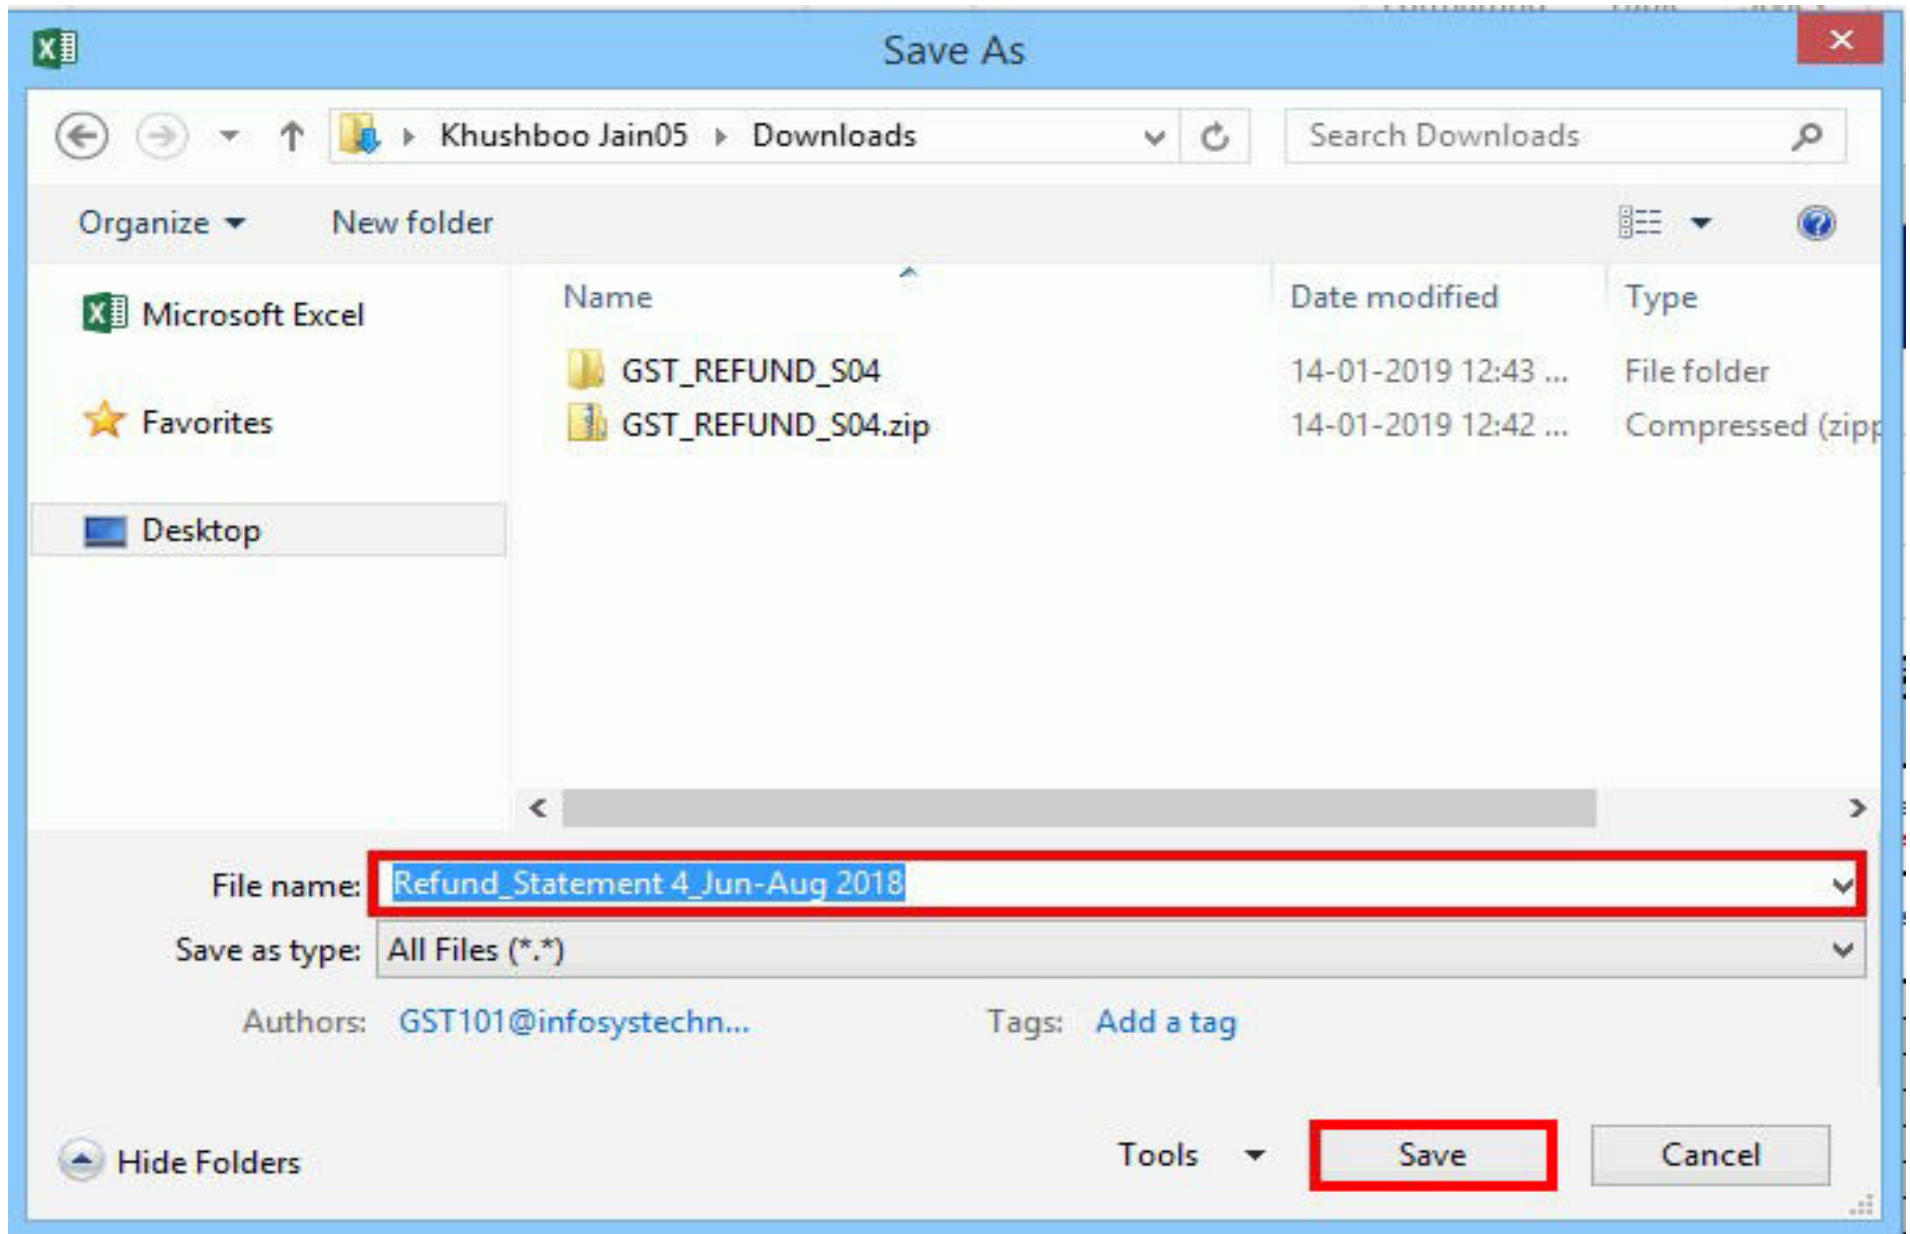 Save As
Khushboo Jain05 Downloads
Search Downloads
Organize
New folder
Microsoft Excel
Favorites
Desktop
Name Date modified Type
GST_REFUND_S04 14-01-2019 12:43 ... File folder
GST_REFUND_S04.zip 14-01-2019 12:42 ... Compressed (zipp
File name: Refund_Statement 4_Jun-Aug 2018
Save as type: All Files (*.*)
Authors: GST101@infosystechn... Tags: Add a tag
Hide Folders Tools Save Cancel